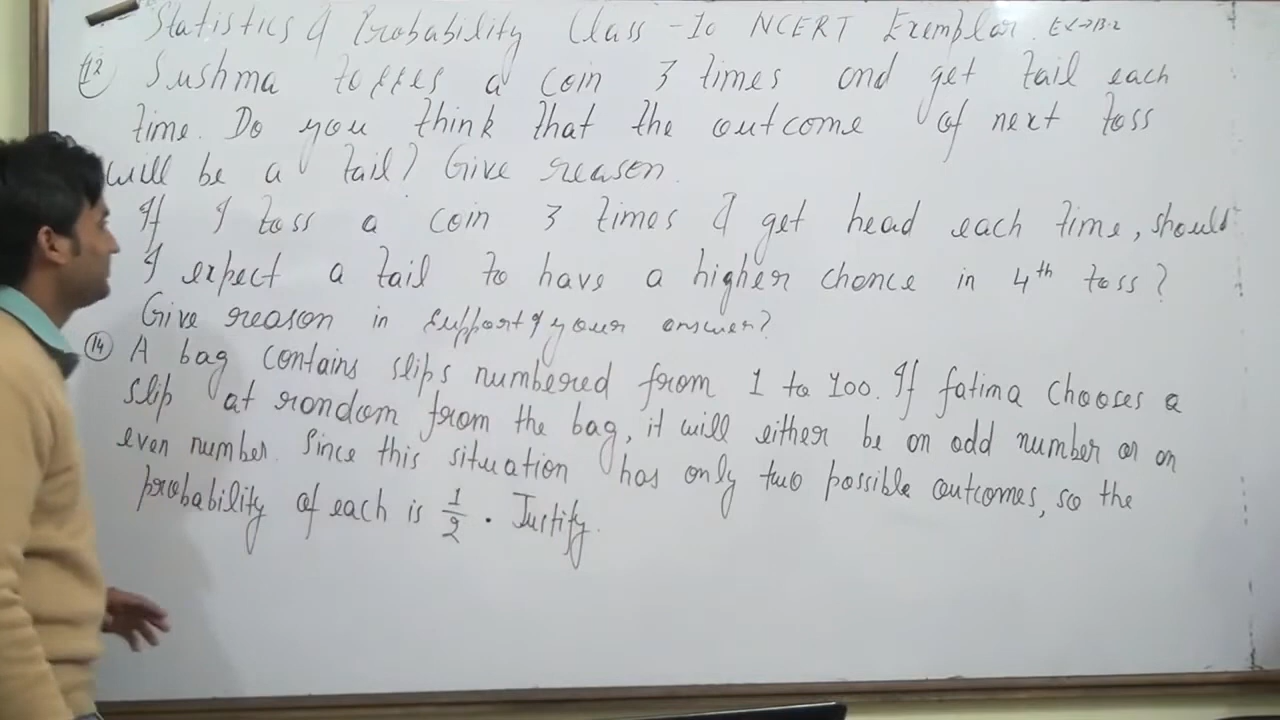 Statistics & Probability Class -10 NCERT Exemplar Ex→13.2
12 Sushma tosses a coin 3 times and get tail each
time. Do you think that the outcome of next toss
will be a tail? Give reason.
If I toss a coin 3 times & get head each time, should
I expect a tail to have a higher chance in 4th toss?
Give reason in support of your answer?
14 A bag contains slips numbered from 1 to 100. If fatima chooses a
slip at random from the bag, it will either be an odd number or an
even number. Since this situation has only two possible outcomes, so the
probability of each is 1/2. Justify.